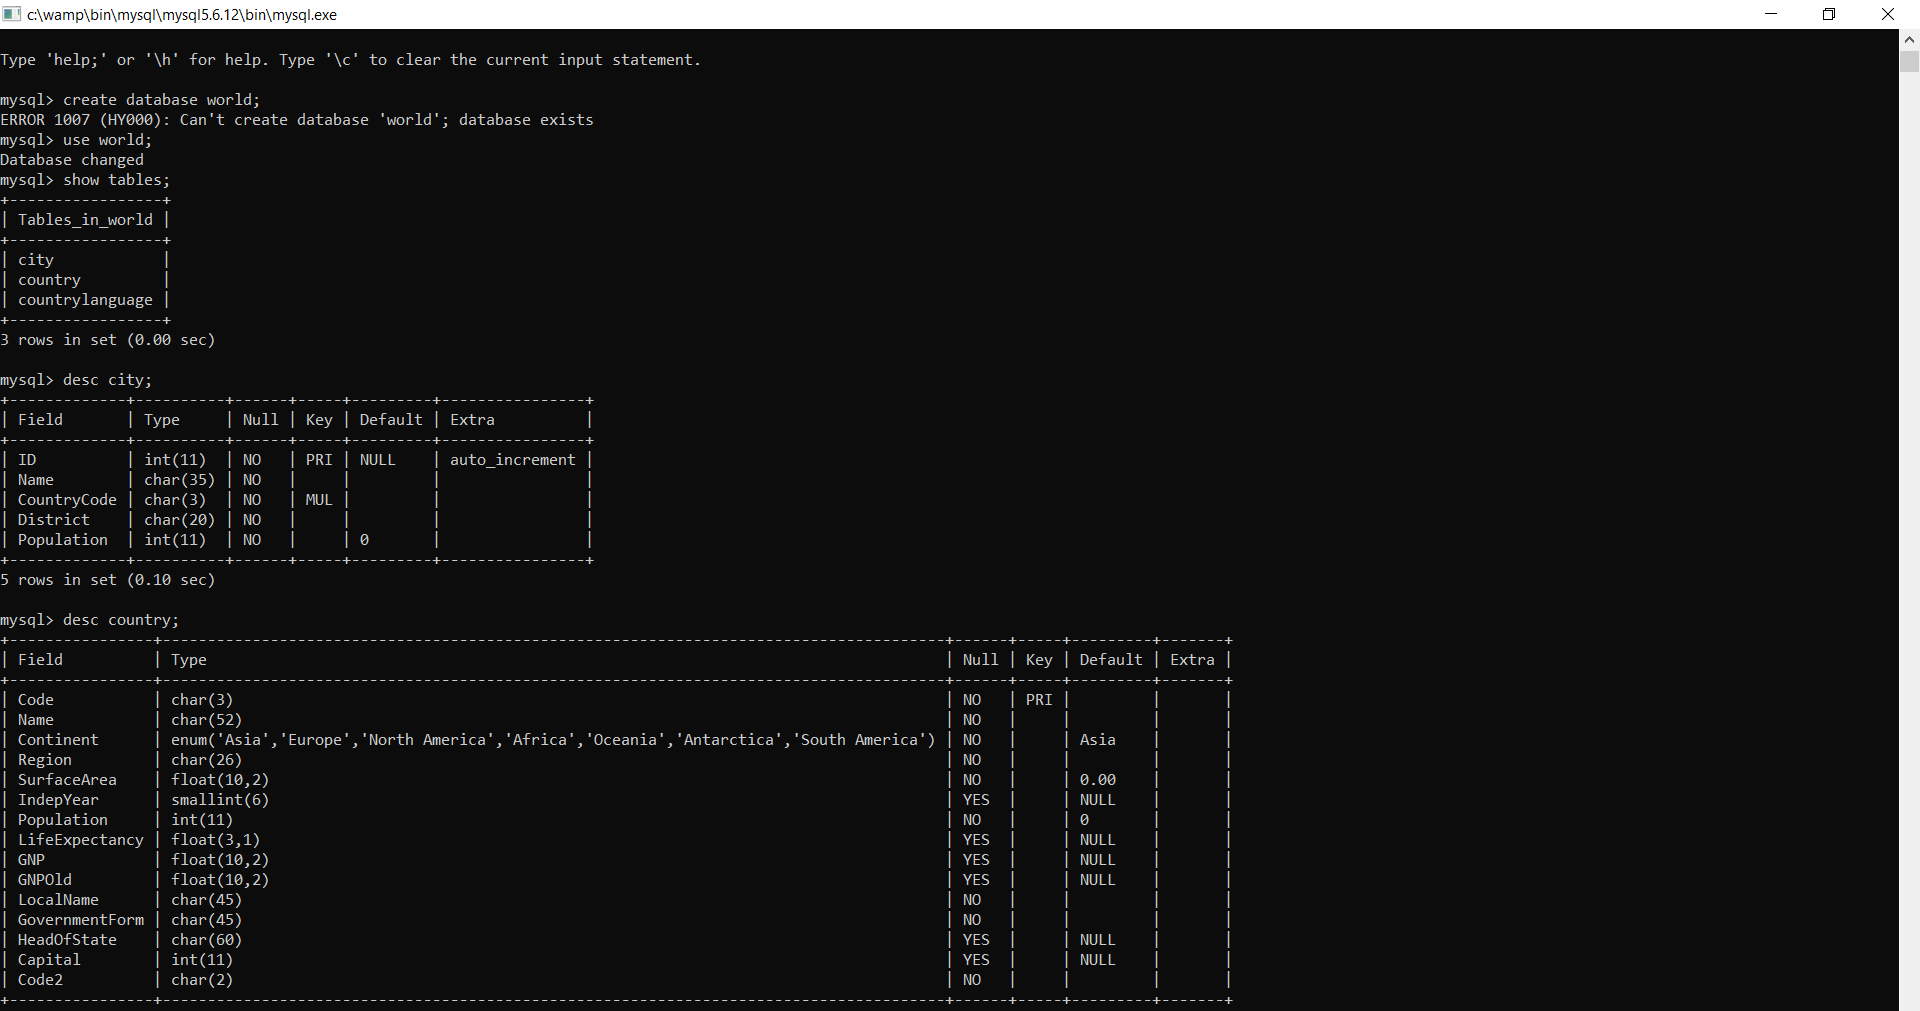 c:\wamp\bin\mysql\mysql5.6.12\bin\mysql.exe
Type 'help;' or '\h' for help. Type '\c' to clear the current input statement.
mysql> create database world;
ERROR 1007 (HY000): Can't create database 'world'; database exists
mysql> use world;
Database changed
mysql> show tables;
+-----------------+
| Tables_in_world |
+-----------------+
| city            |
| country         |
| countrylanguage |
+-----------------+
3 rows in set (0.00 sec)
mysql> desc city;
+-------------+----------+------+-----+---------+----------------+
| Field       | Type     | Null | Key | Default | Extra          |
+-------------+----------+------+-----+---------+----------------+
| ID          | int(11)  | NO   | PRI | NULL    | auto_increment |
| Name        | char(35) | NO   |     |         |                |
| CountryCode | char(3)  | NO   | MUL |         |                |
| District    | char(20) | NO   |     |         |                |
| Population  | int(11)  | NO   |     | 0       |                |
+-------------+----------+------+-----+---------+----------------+
5 rows in set (0.10 sec)
mysql> desc country;
+----------------+---------------------------------------------------------------------------------------+------+-----+---------+-------+
| Field          | Type                                                                                  | Null | Key | Default | Extra |
+----------------+---------------------------------------------------------------------------------------+------+-----+---------+-------+
| Code           | char(3)                                                                               | NO   | PRI |         |       |
| Name           | char(52)                                                                              | NO   |     |         |       |
| Continent      | enum('Asia','Europe','North America','Africa','Oceania','Antarctica','South America') | NO   |     | Asia    |       |
| Region         | char(26)                                                                              | NO   |     |         |       |
| SurfaceArea    | float(10,2)                                                                           | NO   |     | 0.00    |       |
| IndepYear      | smallint(6)                                                                           | YES  |     | NULL    |       |
| Population     | int(11)                                                                               | NO   |     | 0       |       |
| LifeExpectancy | float(3,1)                                                                            | YES  |     | NULL    |       |
| GNP            | float(10,2)                                                                           | YES  |     | NULL    |       |
| GNPOld         | float(10,2)                                                                           | YES  |     | NULL    |       |
| LocalName      | char(45)                                                                              | NO   |     |         |       |
| GovernmentForm | char(45)                                                                              | NO   |     |         |       |
| HeadOfState    | char(60)                                                                              | YES  |     | NULL    |       |
| Capital        | int(11)                                                                               | YES  |     | NULL    |       |
| Code2          | char(2)                                                                               | NO   |     |         |       |
+----------------+---------------------------------------------------------------------------------------+------+-----+---------+-------+